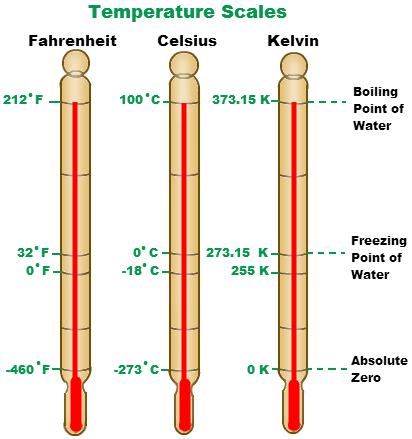 Temperature Scales
Fahrenheit Celsius Kelvin
212°F 100°C 373.15 K Boiling
Point of
Water
32°F 0°C 273.15 K Freezing
Point of
Water
0°F -18°C 255 K
-460°F -273°C 0 K Absolute
Zero